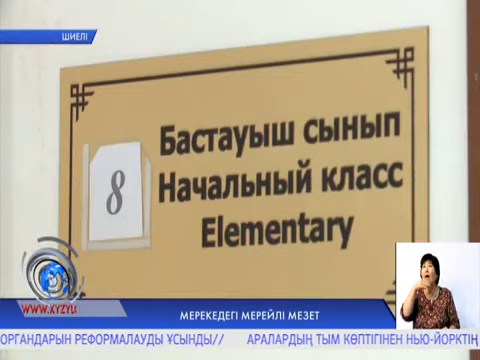 ШИЕЛІ
Бастауыш сынып
8
Начальный класс
Elementary
WWW.KYZYL
МЕРЕКЕДЕГІ МЕРЕЙЛІ МЕЗЕТ
ОРГАНДАРЫН РЕФОРМАЛАУДЫ ҰСЫНДЫ// АРАЛАРДЫҢ ТЫМ КӨПТІГІНЕН НЬЮ-ЙОРКТІҢ